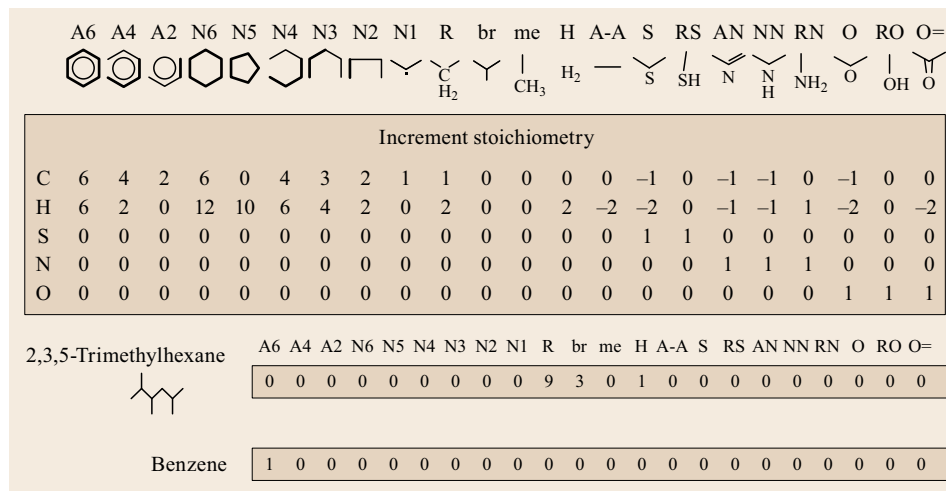 A6 A4 A2 N6 N5 N4 N3 N2 N1 R br me H A-A S RS AN NN RN O RO O=
C H₂ CH₃ H₂ S SH N N H NH₂ O OH O
Increment stoichiometry
C 6 4 2 6 0 4 3 2 1 1 0 0 0 0 –1 0 –1 –1 0 –1 0 0
H 6 2 0 12 10 6 4 2 0 2 0 0 2 –2 –2 0 –1 –1 1 –2 0 –2
S 0 0 0 0 0 0 0 0 0 0 0 0 0 0 1 1 0 0 0 0 0 0
N 0 0 0 0 0 0 0 0 0 0 0 0 0 0 0 0 1 1 1 0 0 0
O 0 0 0 0 0 0 0 0 0 0 0 0 0 0 0 0 0 0 0 1 1 1
A6 A4 A2 N6 N5 N4 N3 N2 N1 R br me H A-A S RS AN NN RN O RO O=
2,3,5-Trimethylhexane
0 0 0 0 0 0 0 0 0 9 3 0 1 0 0 0 0 0 0 0 0 0
Benzene 1 0 0 0 0 0 0 0 0 0 0 0 0 0 0 0 0 0 0 0 0 0